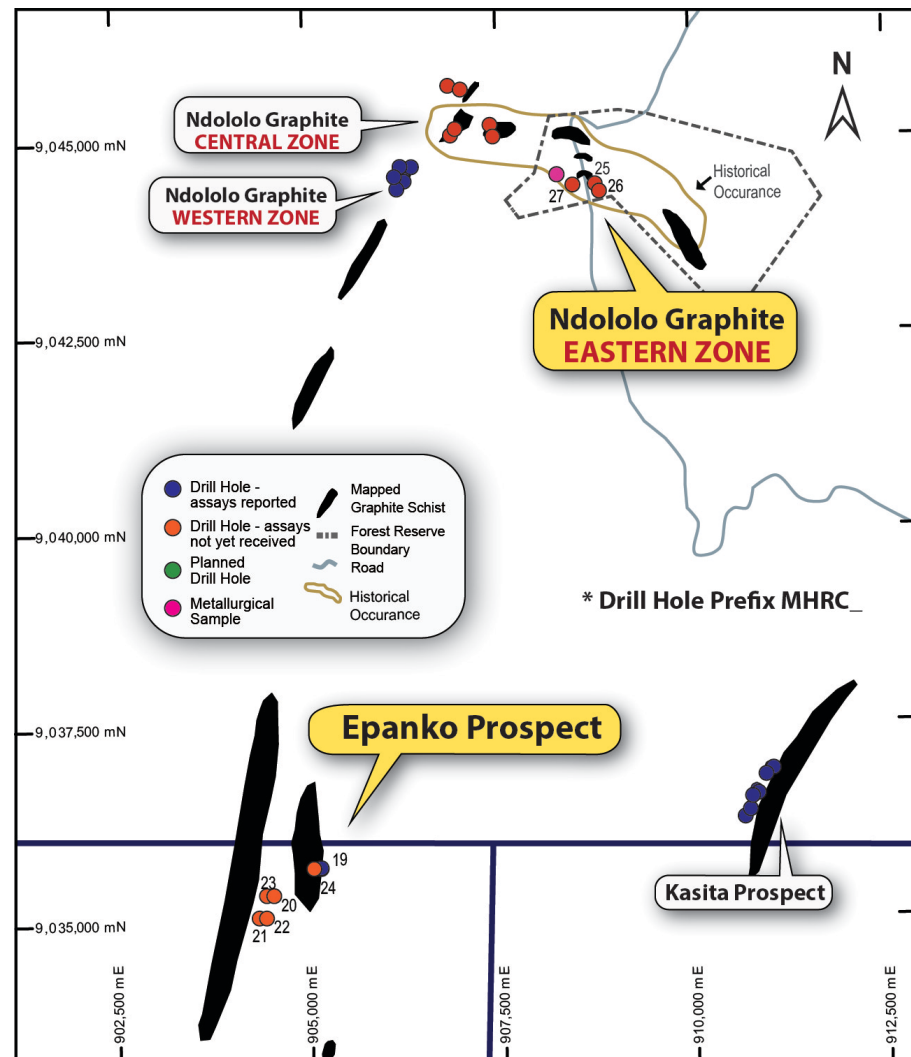 N
Ndololo Graphite
CENTRAL ZONE
9,045,000 mN
Ndololo Graphite
WESTERN ZONE
25
26
27
Historical
Occurance
Ndololo Graphite
EASTERN ZONE
9,042,500 mN
Drill Hole -
assays reported
Drill Hole - assays
not yet received
Planned
Drill Hole
Metallurgical
Sample
Mapped
Graphite Schist
Forest Reserve
Boundary
Road
Historical
Occurance
9,040,000 mN
* Drill Hole Prefix MHRC_
9,037,500 mN
Epanko Prospect
Kasita Prospect
19
24
23
20
21
22
9,035,000 mN
902,500 mE
905,000 mE
907,500 mE
910,000 mE
912,500 mE